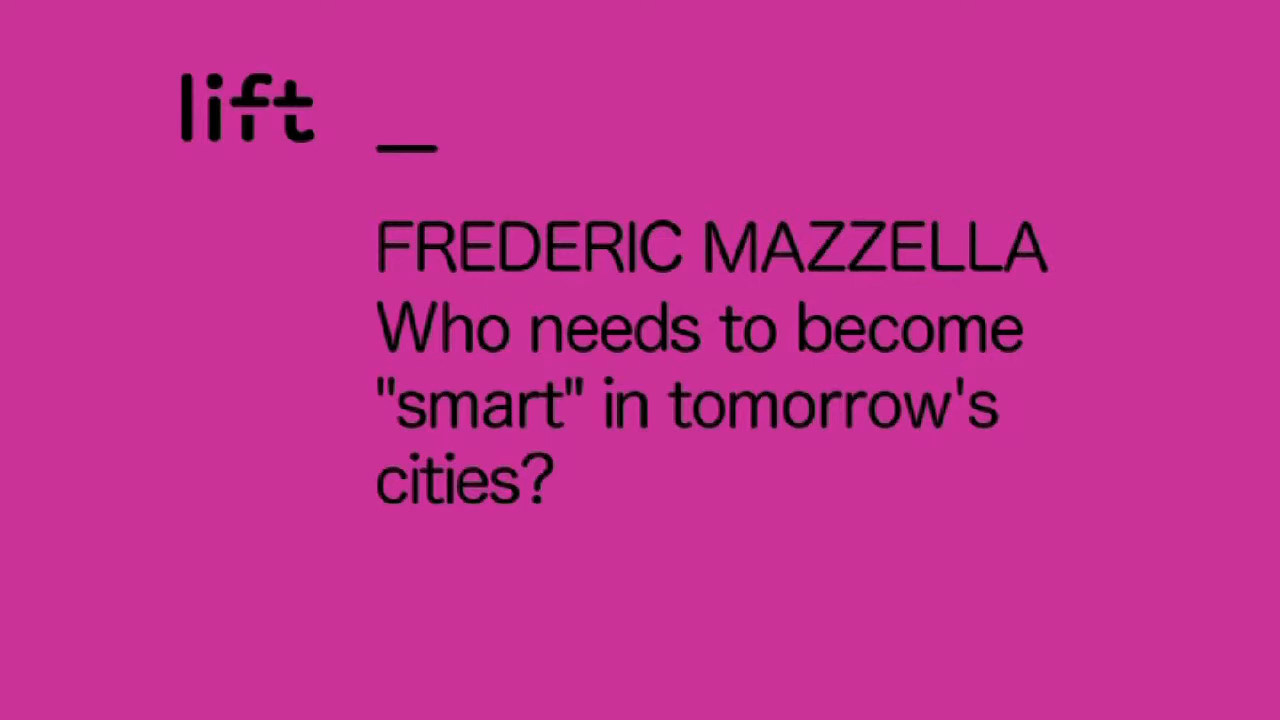 lift _
FREDERIC MAZZELLA
Who needs to become
"smart" in tomorrow's
cities?